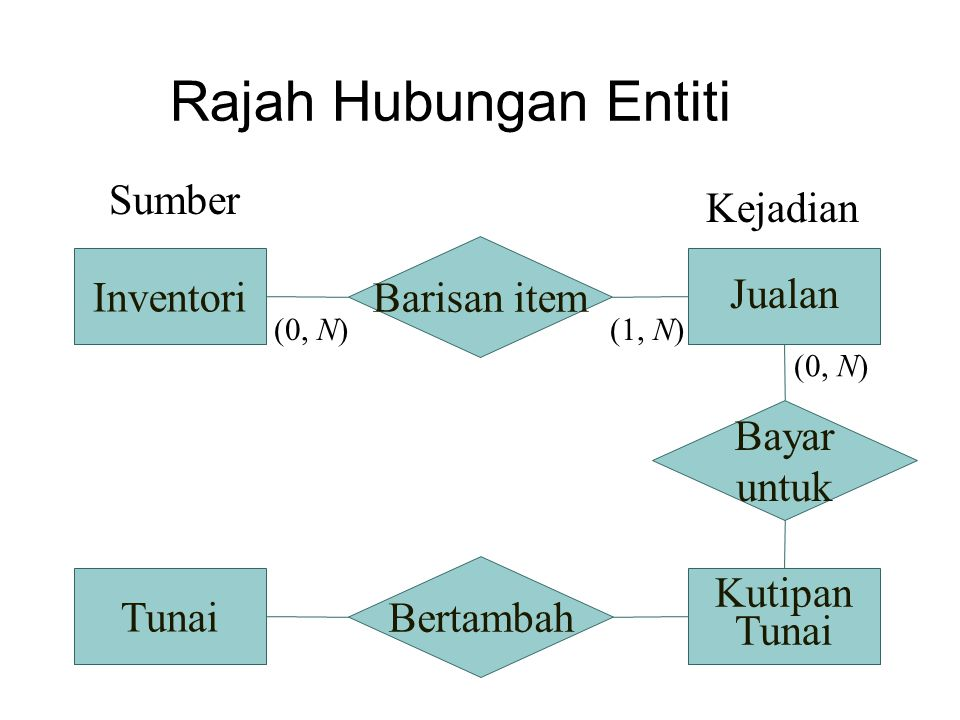 Rajah Hubungan Entiti
Sumber
Kejadian
Inventori
Barisan item
Jualan
(0, N)
(1, N)
(0, N)
Bayar
untuk
Tunai
Bertambah
Kutipan
Tunai